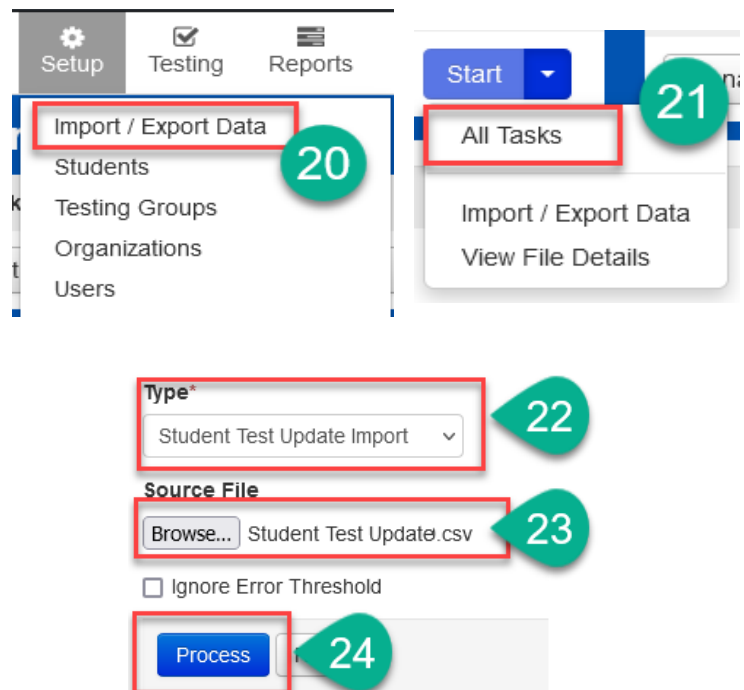 Setup Testing Reports
Import / Export Data
20
Students
Testing Groups
Organizations
Users
Start
21
All Tasks
Import / Export Data
View File Details
Type*
Student Test Update Import
22
Source File
Browse... Student Test Update.csv
23
Ignore Error Threshold
Process
24